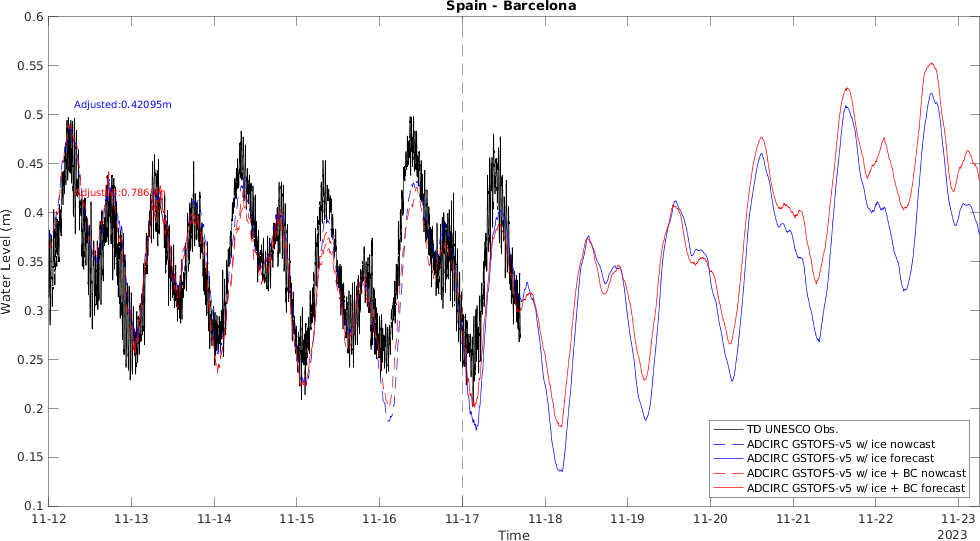 Spain - Barcelona
0.6
0.55
0.5
0.45
0.4
0.35
0.3
0.25
0.2
0.15
0.1
Water Level (m)
Adjusted:0.42095m
TD UNESCO Obs.
ADCIRC GSTOFS-v5 w/ ice nowcast
ADCIRC GSTOFS-v5 w/ ice forecast
ADCIRC GSTOFS-v5 w/ ice + BC nowcast
ADCIRC GSTOFS-v5 w/ ice + BC forecast
11-12 11-13 11-14 11-15 11-16 11-17 11-18 11-19 11-20 11-21 11-22 11-23
Time
2023